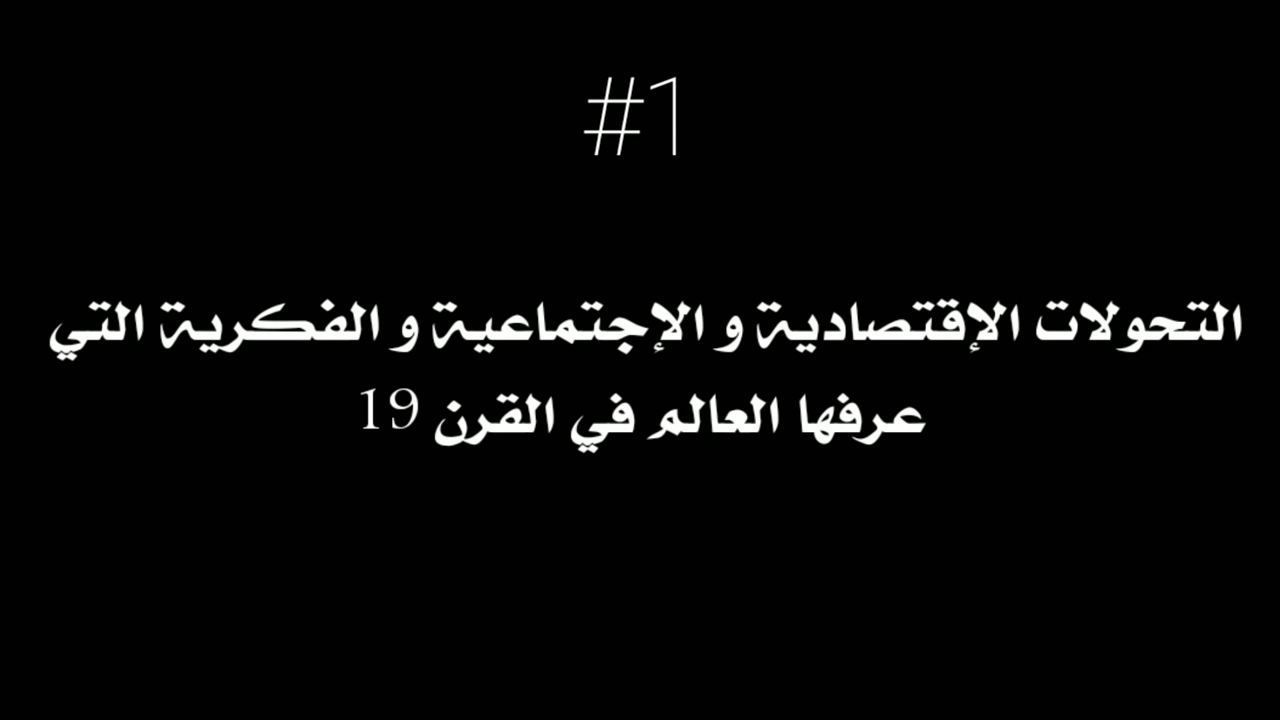 #1
التحولات الإقتصادية و الإجتماعية و الفكرية التي
عرفها العالم في القرن 19